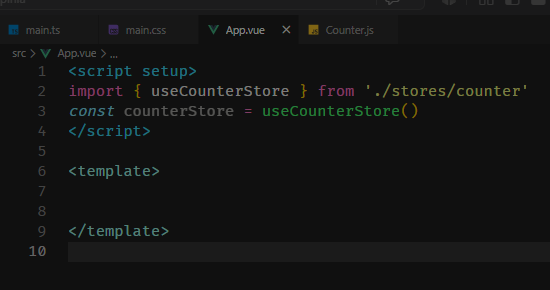 main.ts main.css App.vue Counter.js
src > App.vue > ...
1 <script setup>
2 import { useCounterStore } from './stores/counter'
3 const counterStore = useCounterStore()
4 </script>
5
6 <template>
7
8
9 </template>
10